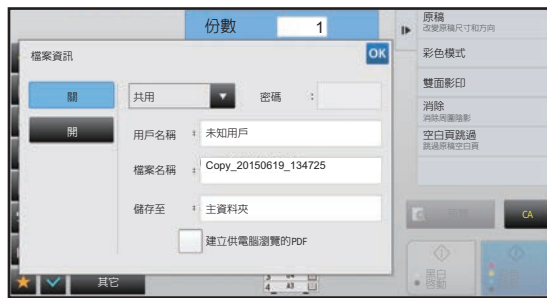 份數 1
檔案資訊 OK
關 共用 密碼 :
開 用戶名稱 : 未知用戶
檔案名稱 : Copy_20150619_134725
儲存至 : 主資料夾
建立供電腦瀏覽的PDF
其它
原稿
改變原稿尺寸和方向
彩色模式
雙面影印
消除
消除周圍陰影
空白頁跳過
跳過原稿空白頁
CA
黑白
啟動